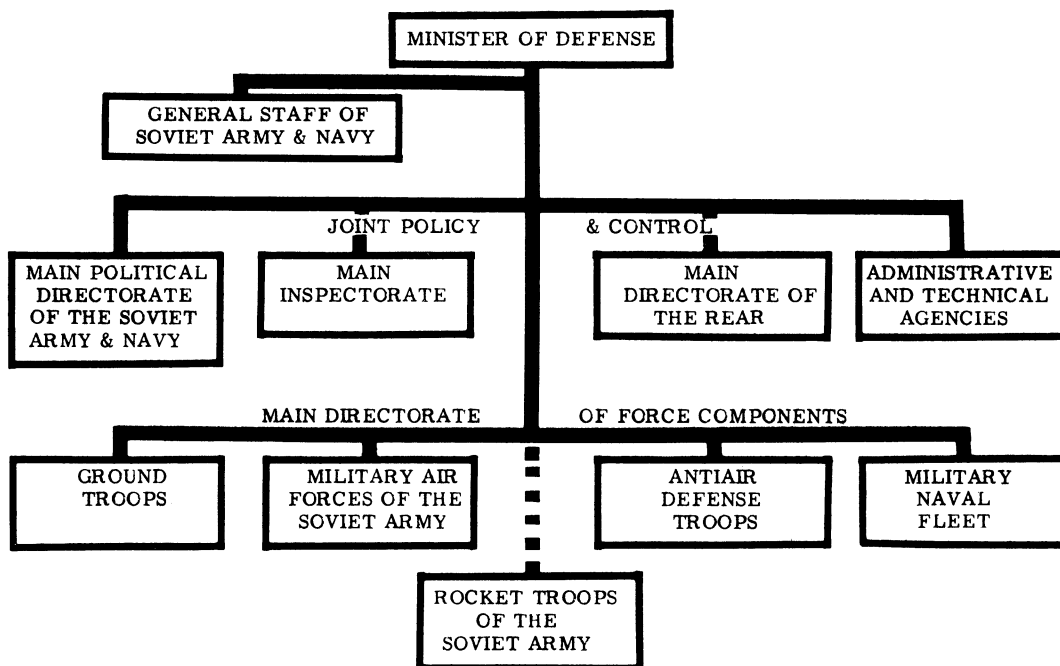 MINISTER OF DEFENSE
GENERAL STAFF OF
SOVIET ARMY & NAVY
JOINT POLICY & CONTROL
MAIN POLITICAL
DIRECTORATE
OF THE SOVIET
ARMY & NAVY
MAIN
INSPECTORATE
MAIN
DIRECTORATE OF
THE REAR
ADMINISTRATIVE
AND TECHNICAL
AGENCIES
MAIN DIRECTORATE OF FORCE COMPONENTS
GROUND
TROOPS
MILITARY AIR
FORCES OF THE
SOVIET ARMY
ANTIAIR
DEFENSE
TROOPS
MILITARY
NAVAL
FLEET
ROCKET TROOPS
OF THE
SOVIET ARMY